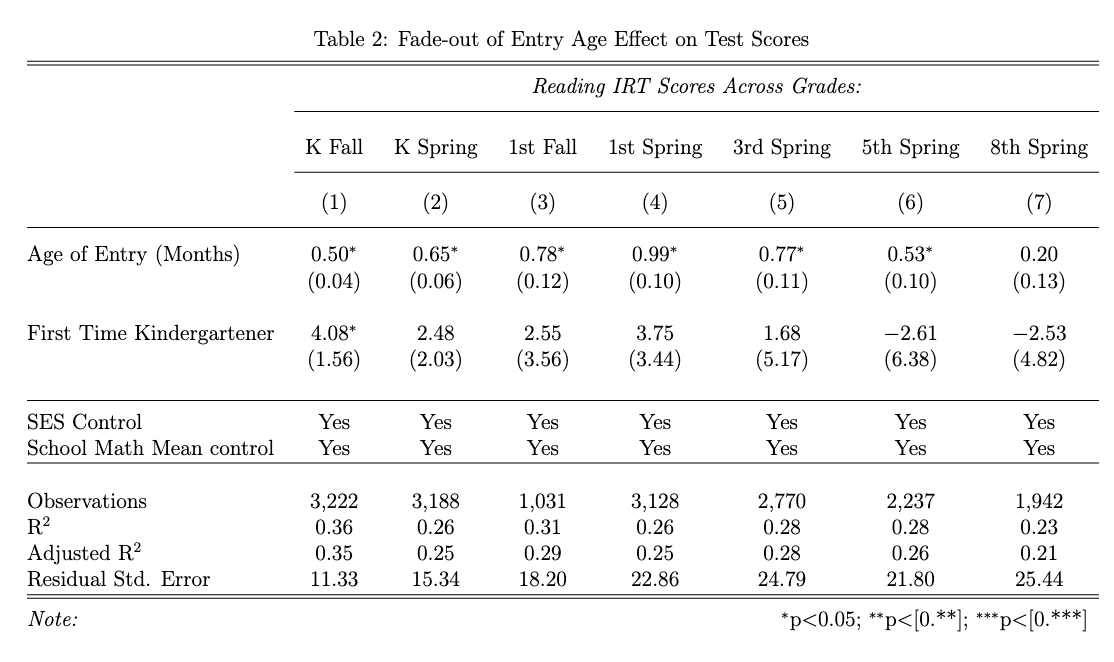 Table 2: Fade-out of Entry Age Effect on Test Scores
Reading IRT Scores Across Grades:
K Fall K Spring 1st Fall 1st Spring 3rd Spring 5th Spring 8th Spring
(1) (2) (3) (4) (5) (6) (7)
Age of Entry (Months) 0.50* 0.65* 0.78* 0.99* 0.77* 0.53* 0.20
(0.04) (0.06) (0.12) (0.10) (0.11) (0.10) (0.13)
First Time Kindergartener 4.08* 2.48 2.55 3.75 1.68 −2.61 −2.53
(1.56) (2.03) (3.56) (3.44) (5.17) (6.38) (4.82)
SES Control Yes Yes Yes Yes Yes Yes Yes
School Math Mean control Yes Yes Yes Yes Yes Yes Yes
Observations 3,222 3,188 1,031 3,128 2,770 2,237 1,942
R² 0.36 0.26 0.31 0.26 0.28 0.28 0.23
Adjusted R² 0.35 0.25 0.29 0.25 0.28 0.26 0.21
Residual Std. Error 11.33 15.34 18.20 22.86 24.79 21.80 25.44
Note: *p<0.05; **p<[0.**]; ***p<[0.***]